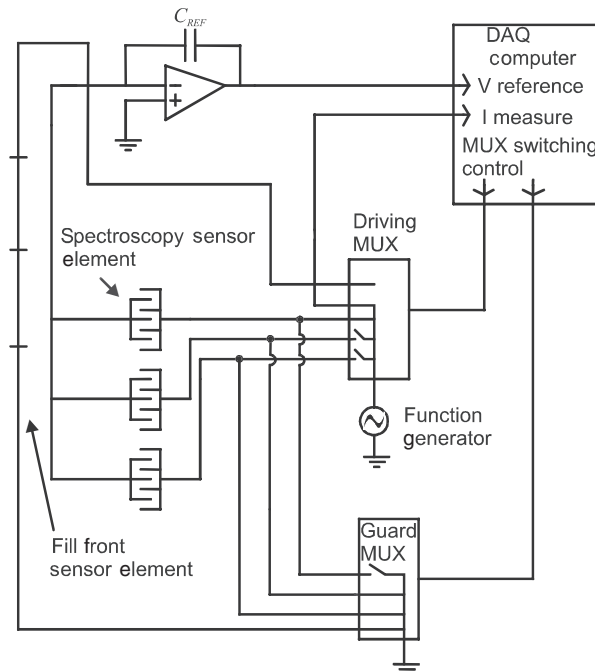 C_REF
DAQ
computer
V reference
I measure
MUX switching
control
Driving
MUX
Spectroscopy sensor
element
−
+
Function
generator
Guard
MUX
Fill front
sensor element